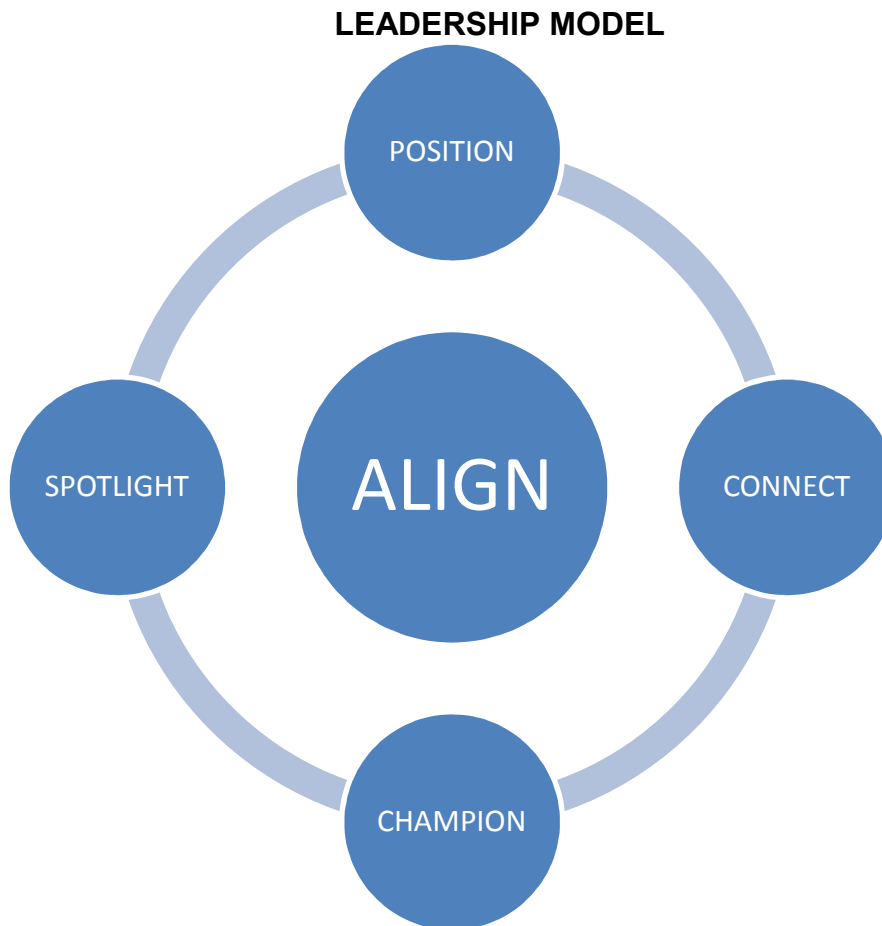 LEADERSHIP MODEL
POSITION
SPOTLIGHT
ALIGN
CONNECT
CHAMPION